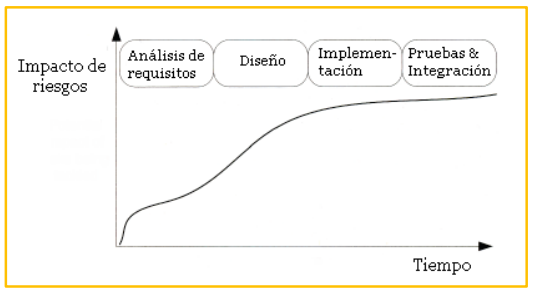 Impacto de
riesgos
Análisis de
requisitos
Diseño
Implemen-
tación
Pruebas &
Integración
Tiempo